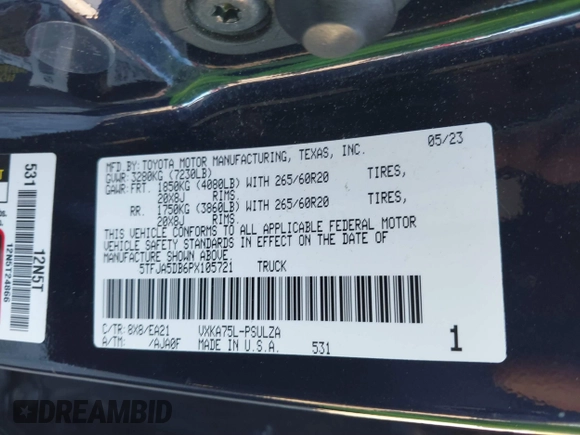 MFD. BY: TOYOTA MOTOR MANUFACTURING, TEXAS, INC. 05/23
GVWR: 3280KG (7230LB)
GAWR: FRT. 1850KG (4080LB) WITH 265/60R20 TIRES,
20X8J RIMS,
RR. 1750KG (3860LB) WITH 265/60R20 TIRES,
20X8J RIMS,
THIS VEHICLE CONFORMS TO ALL APPLICABLE FEDERAL MOTOR
VEHICLE SAFETY STANDARDS IN EFFECT ON THE DATE OF
MANUFACTURE SHOWN ABOVE.
5TFJA5DB6PX105721 TRUCK
C/TR: 8X8/EA21 VXKA75L-PSULZA
A/TM: /AJA0F MADE IN U.S.A. 531 1
531 12N5T
12N5T24866
DREAMBID